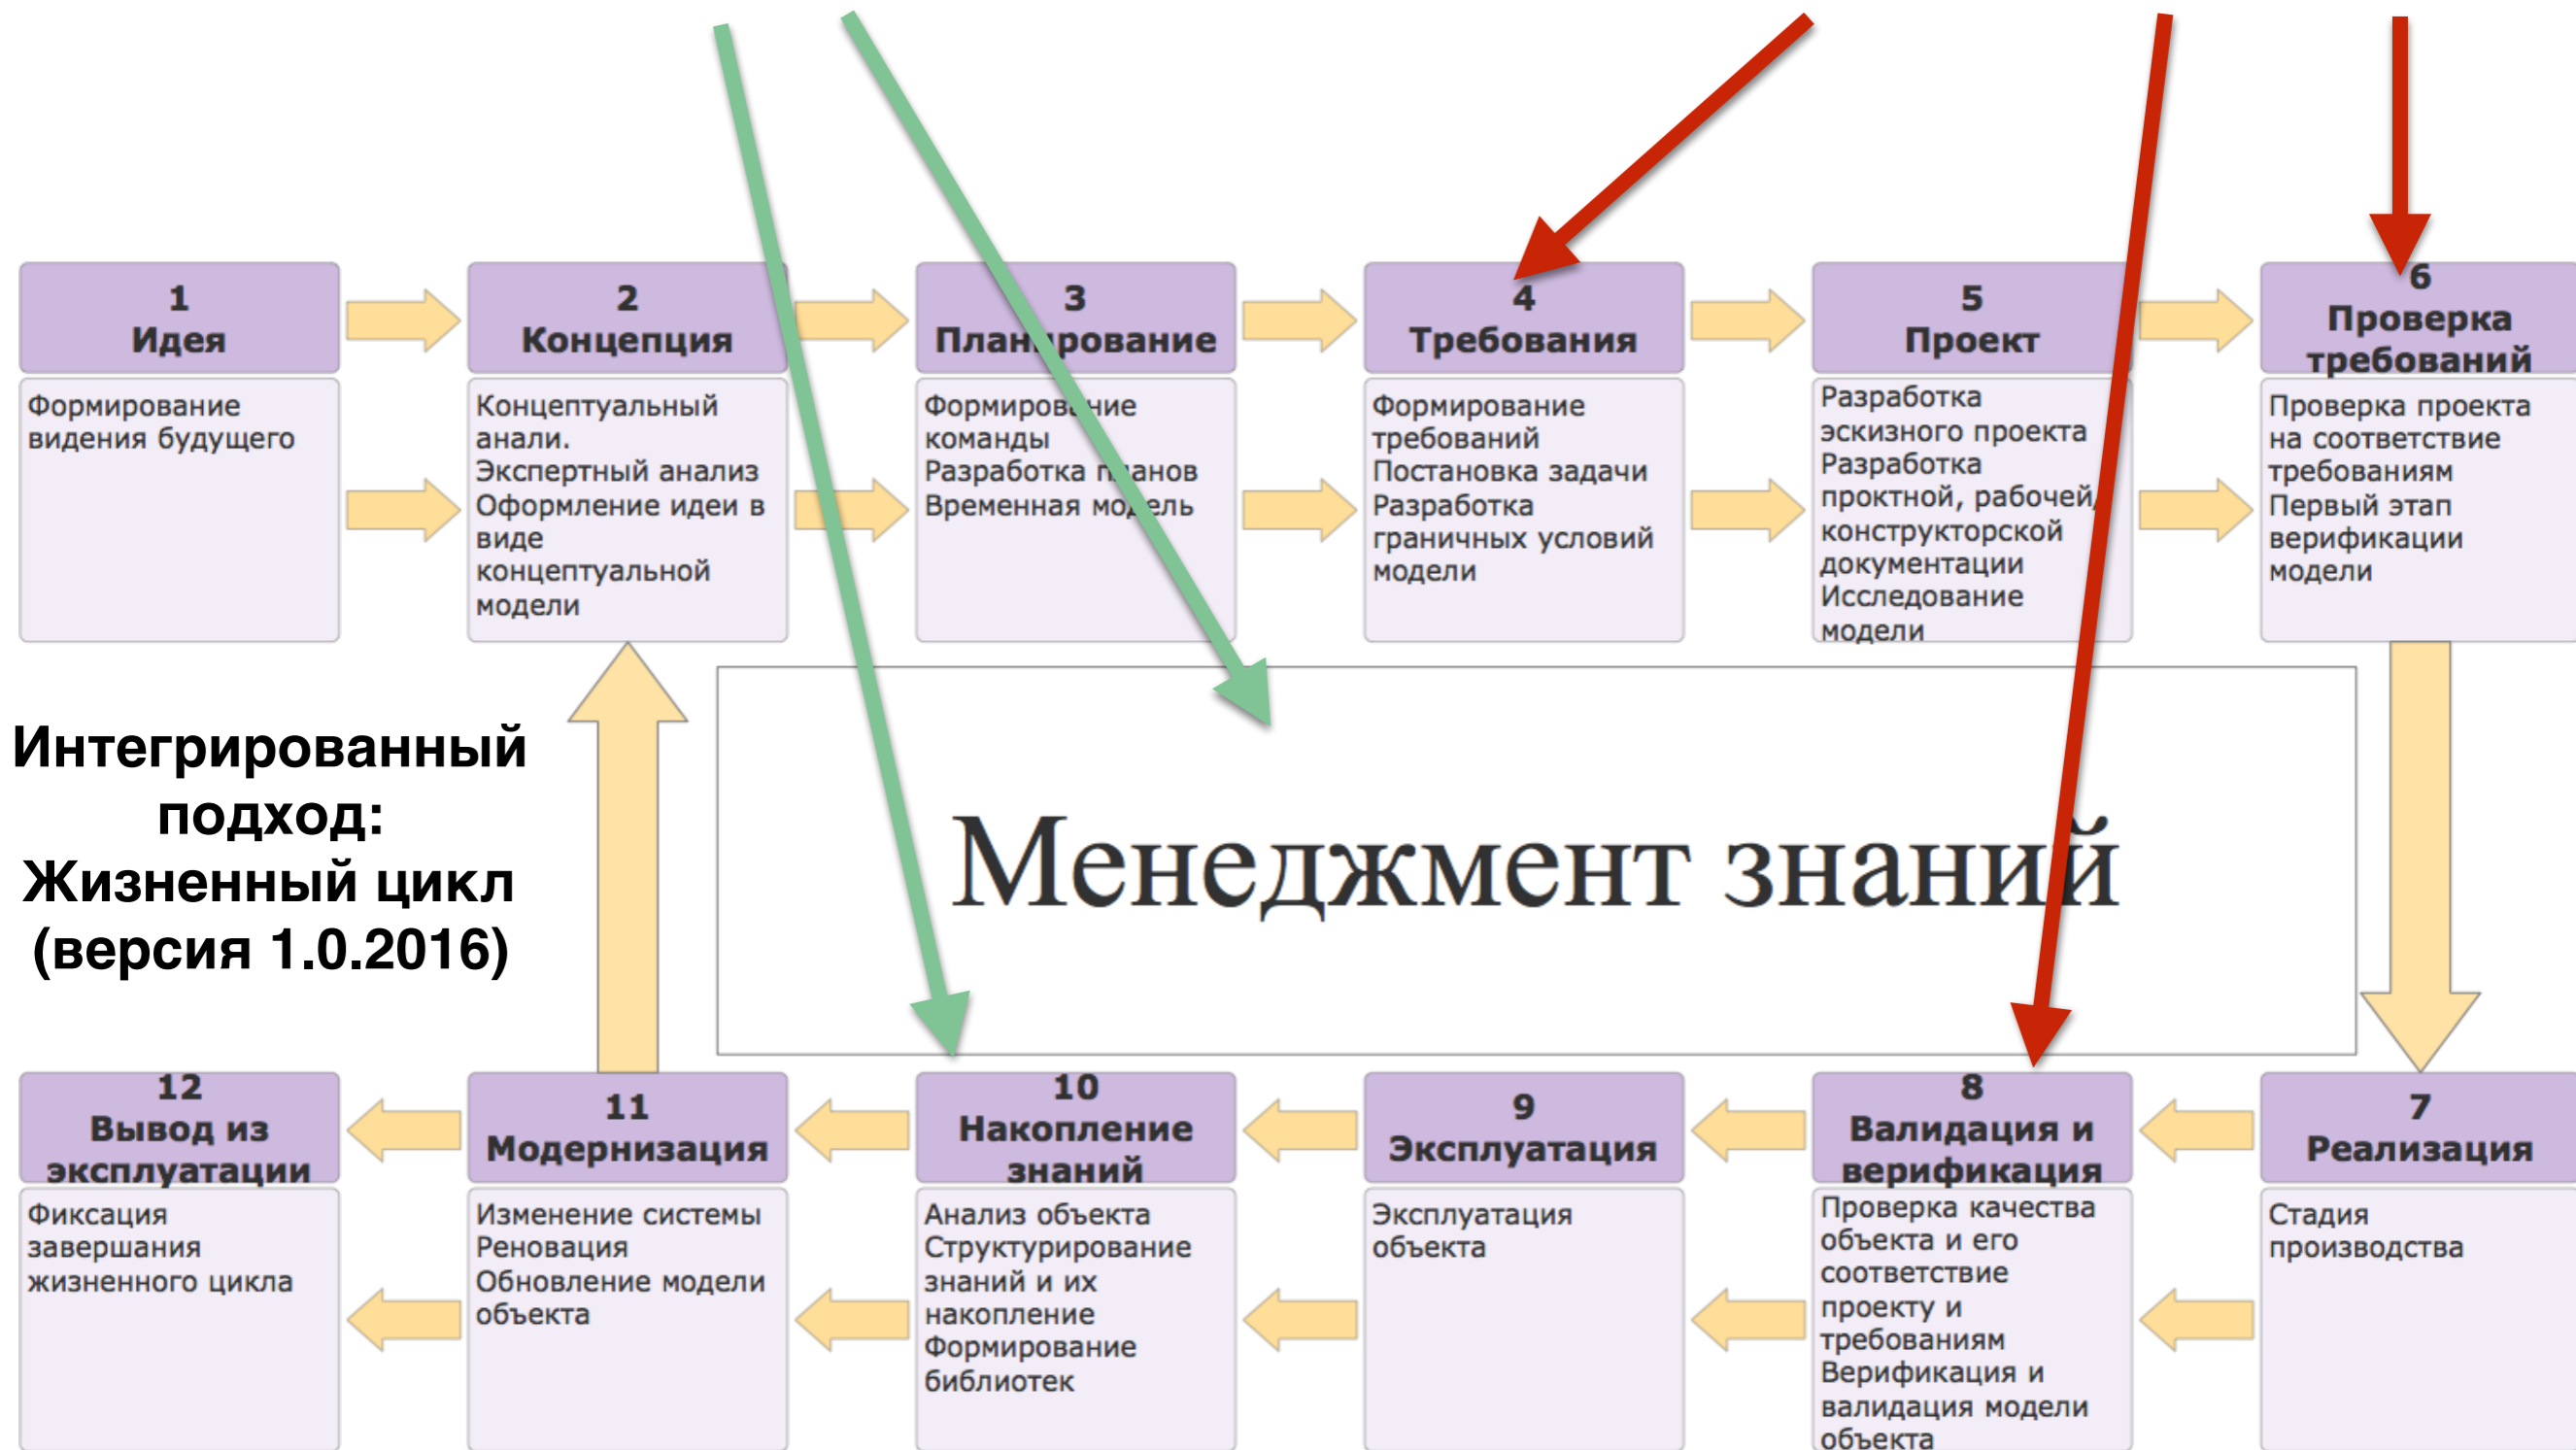 1
Идея
Формирование
видения будущего
2
Концепция
Концептуальный
анали.
Экспертный анализ
Оформление идеи в
виде
концептуальной
модели
3
Планирование
Формирование
команды
Разработка планов
Временная модель
4
Требования
Формирование
требований
Постановка задачи
Разработка
граничных условий
модели
5
Проект
Разработка
эскизного проекта
Разработка
проктной, рабочей,
конструкторской
документации
Исследование
модели
6
Проверка
требований
Проверка проекта
на соответствие
требованиям
Первый этап
верификации
модели
Интегрированный
подход:
Жизненный цикл
(версия 1.0.2016)
Менеджмент знаний
12
Вывод из
эксплуатации
Фиксация
завершания
жизненного цикла
11
Модернизация
Изменение системы
Реновация
Обновление модели
объекта
10
Накопление
знаний
Анализ объекта
Структурирование
знаний и их
накопление
Формирование
библиотек
9
Эксплуатация
Эксплуатация
объекта
8
Валидация и
верификация
Проверка качества
объекта и его
соответствие
проекту и
требованиям
Верификация и
валидация модели
объекта
7
Реализация
Стадия
производства